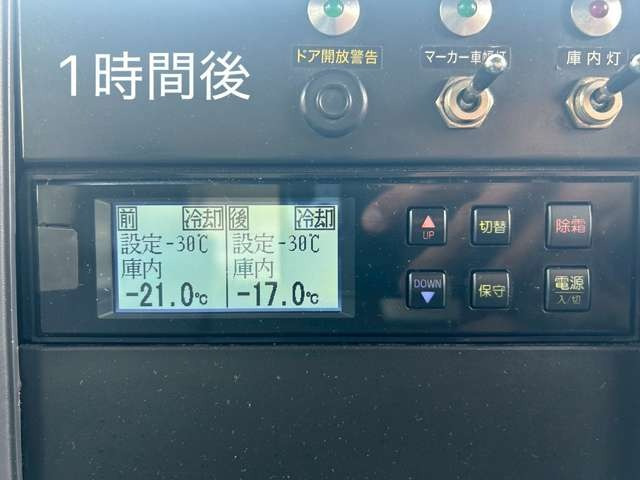 1時間後
ドア開放警告
マーカー車幅灯
庫内灯
前 冷却 後 冷却
設定-30℃ 設定-30℃
庫内 庫内
-21.0℃ -17.0℃
UP
切替
除霜
DOWN
保守
電源
入/切